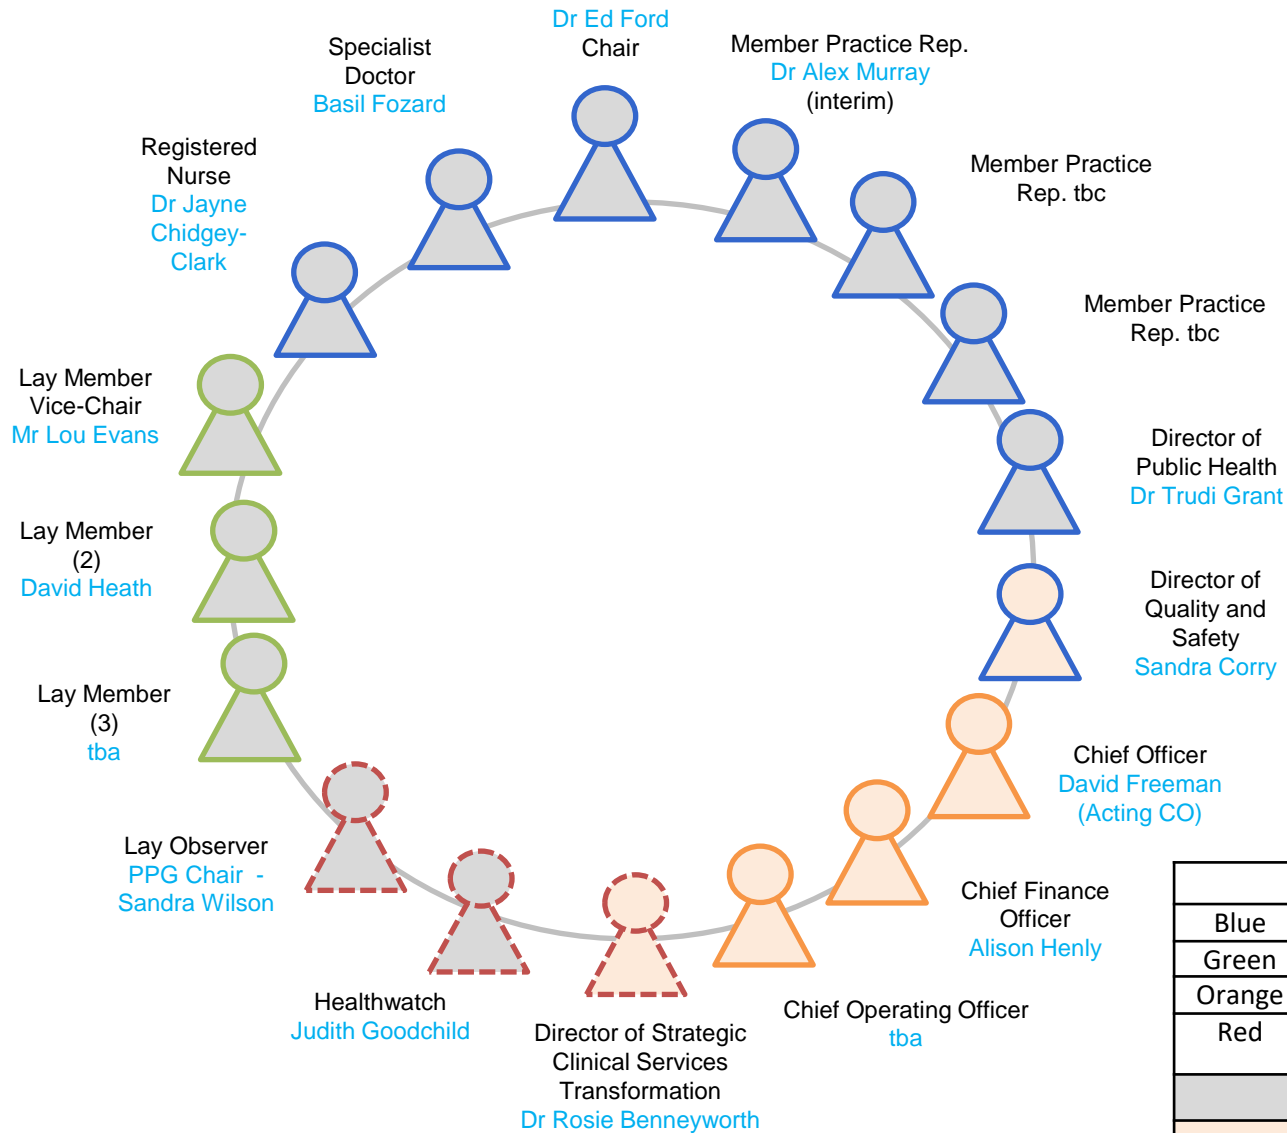 Dr Ed Ford
Chair
Member Practice Rep.
Dr Alex Murray
(interim)
Member Practice
Rep. tbc
Member Practice
Rep. tbc
Director of
Public Health
Dr Trudi Grant
Director of
Quality and
Safety
Sandra Corry
Chief Officer
David Freeman
(Acting CO)
Chief Finance
Officer
Alison Henly
Chief Operating Officer
tba
Director of Strategic
Clinical Services
Transformation
Dr Rosie Benneyworth
Healthwatch
Judith Goodchild
Lay Observer
PPG Chair -
Sandra Wilson
Lay Member
(3)
tba
Lay Member
(2)
David Heath
Lay Member
Vice-Chair
Mr Lou Evans
Registered
Nurse
Dr Jayne
Chidgey-
Clark
Specialist
Doctor
Basil Fozard
Blue
Green
Orange
Red